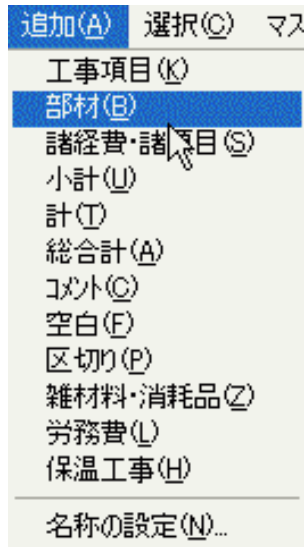 追加(A) 選択(C) マス
工事項目(K)
部材(B)
諸経費・諸項目(S)
小計(U)
計(T)
総合計(A)
コメント(C)
空白(F)
区切り(P)
雑材料・消耗品(Z)
労務費(L)
保温工事(H)
名称の設定(N)...